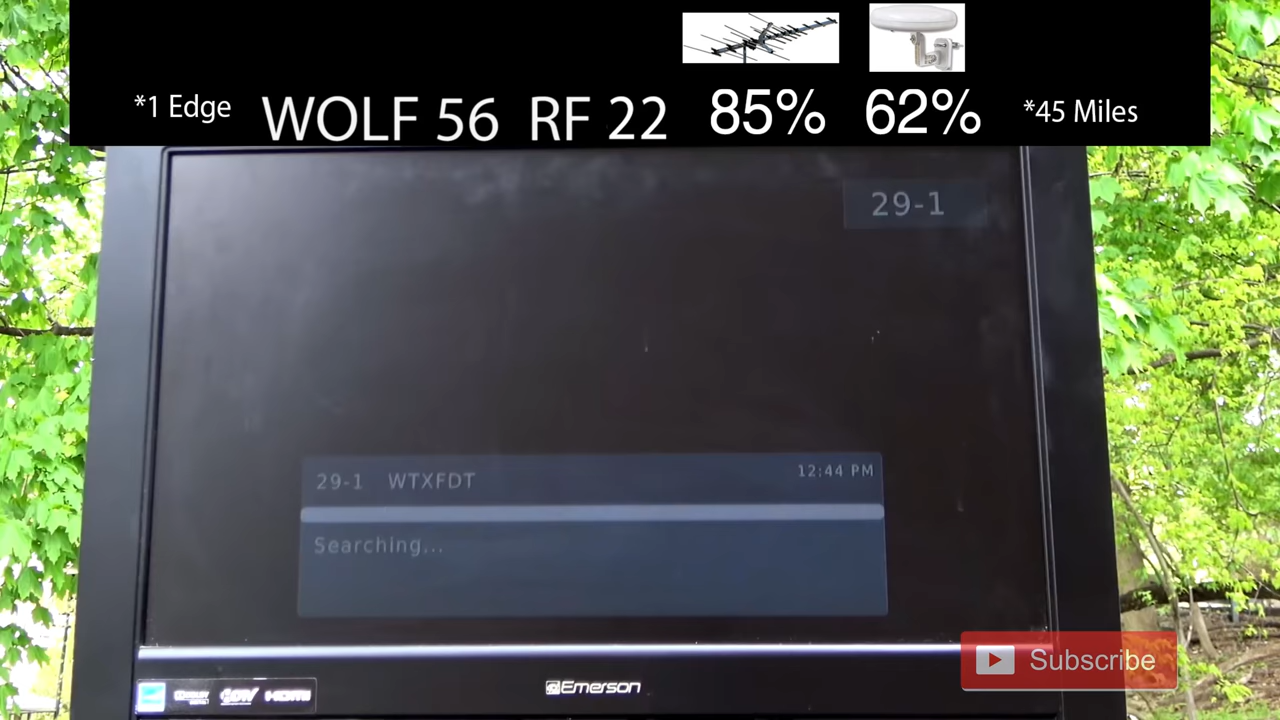 *1 Edge WOLF 56 RF 22 85% 62% *45 Miles
29-1
29-1 WTXFDT 12:44 PM
Searching...
Emerson
HDMI
Subscribe